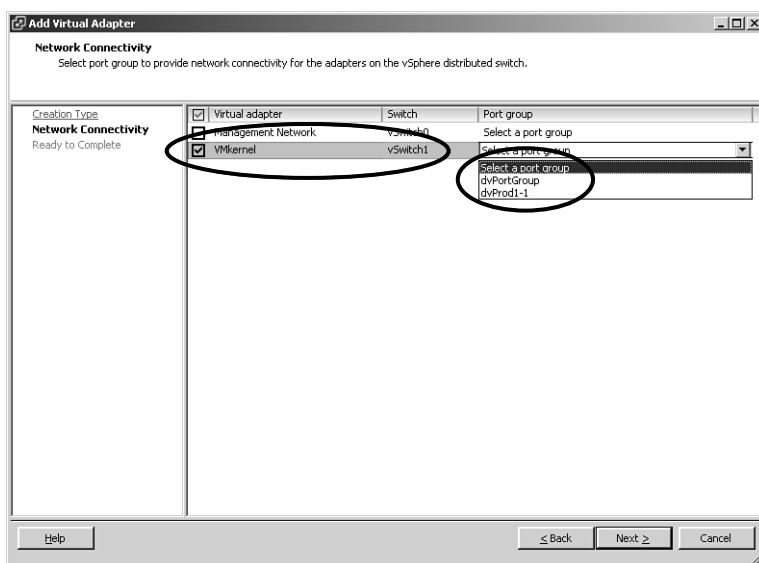 Add Virtual Adapter
Network Connectivity
Select port group to provide network connectivity for the adapters on the vSphere distributed switch.
Creation Type
Network Connectivity
Ready to Complete
Virtual adapter Switch Port group
Management Network vSwitch0 Select a port group
VMkernel vSwitch1 Select a port group
Select a port group
dvPortGroup
dvProd1-1
Help
< Back
Next >
Cancel